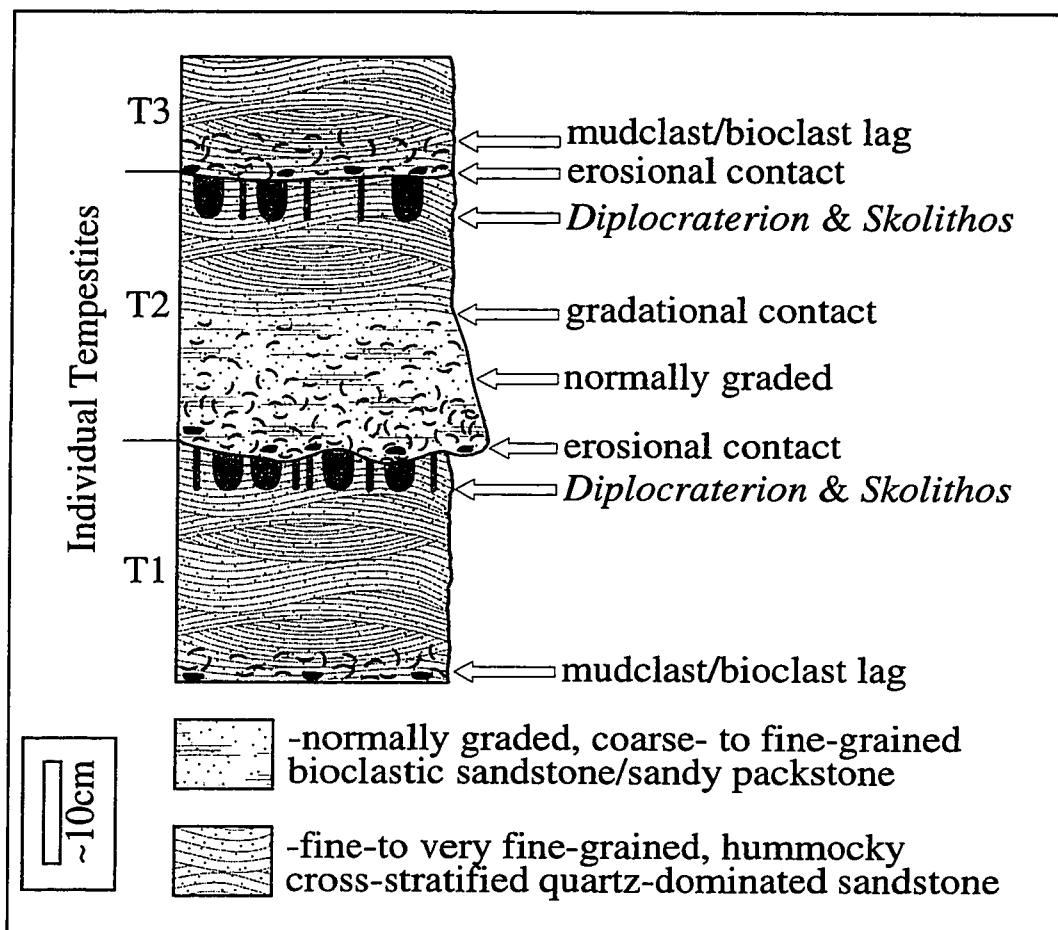 T3
mudclast/bioclast lag
erosional contact
Diplocraterion & Skolithos
Individual Tempestites
T2
gradational contact
normally graded
erosional contact
Diplocraterion & Skolithos
T1
mudclast/bioclast lag
-normally graded, coarse- to fine-grained
bioclastic sandstone/sandy packstone
~10cm
-fine-to very fine-grained, hummocky
cross-stratified quartz-dominated sandstone